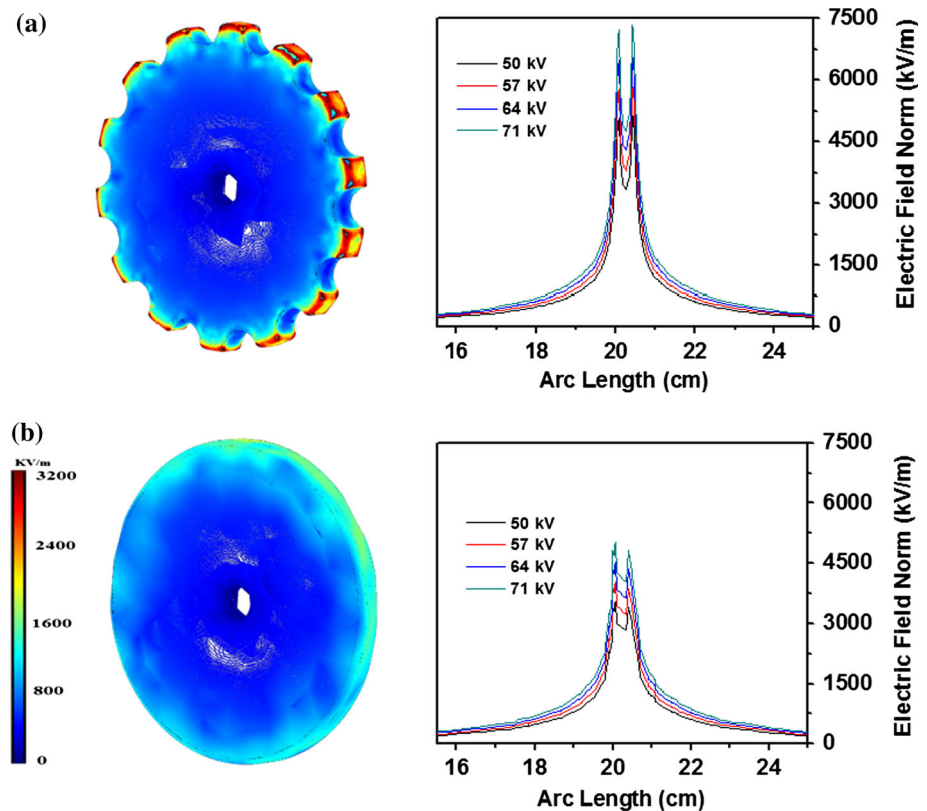 (a)
50 kV
57 kV
64 kV
71 kV
7500
6000
4500
3000
1500
0
Electric Field Norm (kV/m)
16 18 20 22 24
Arc Length (cm)
(b)
KV/m
3200
2400
1600
800
0
50 kV
57 kV
64 kV
71 kV
7500
6000
4500
3000
1500
0
Electric Field Norm (kV/m)
16 18 20 22 24
Arc Length (cm)